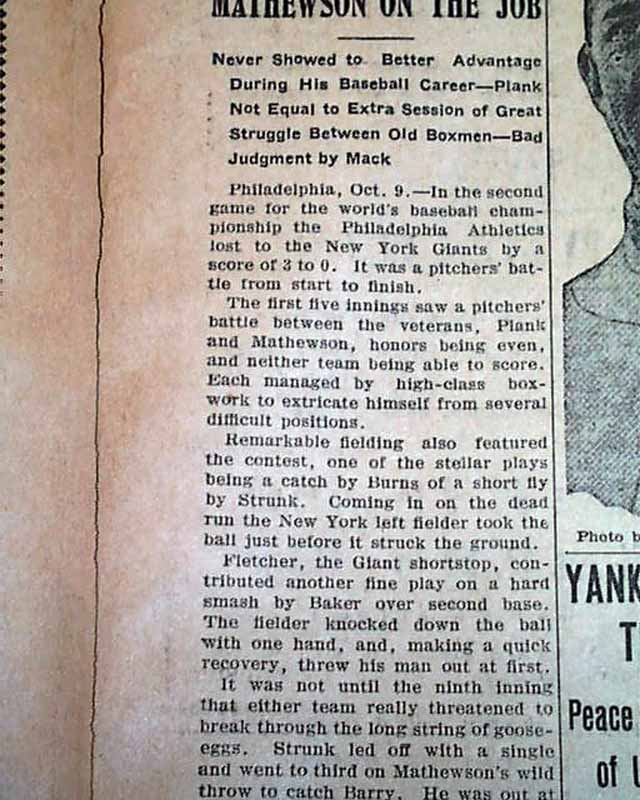 MATHEWSON ON THE JOB
Never Showed to Better Advantage
During His Baseball Career—Plank
Not Equal to Extra Session of Great
Struggle Between Old Boxmen—Bad
Judgment by Mack
Philadelphia, Oct. 9.—In the second
game for the world's baseball cham-
pionship the Philadelphia Athletics
lost to the New York Giants by a
score of 3 to 0. It was a pitchers' bat-
tle from start to finish.
The first five innings saw a pitchers'
battle between the veterans, Plank
and Mathewson, honors being even,
and neither team being able to score.
Each managed by high-class box-
work to extricate himself from several
difficult positions.
Remarkable fielding also featured
the contest, one of the stellar plays
being a catch by Burns of a short fly
by Strunk. Coming in on the dead
run the New York left fielder took the
ball just before it struck the ground.
Fletcher, the Giant shortstop, con-
tributed another fine play on a hard
smash by Baker over second base.
The fielder knocked down the ball
with one hand, and, making a quick
recovery, threw his man out at first.
It was not until the ninth inning
that either team really threatened to
break through the long string of goose-
eggs. Strunk led off with a single
and went to third on Mathewson's wild
throw to catch Barry. He was out at
Photo b
YANK
T
Peace
of